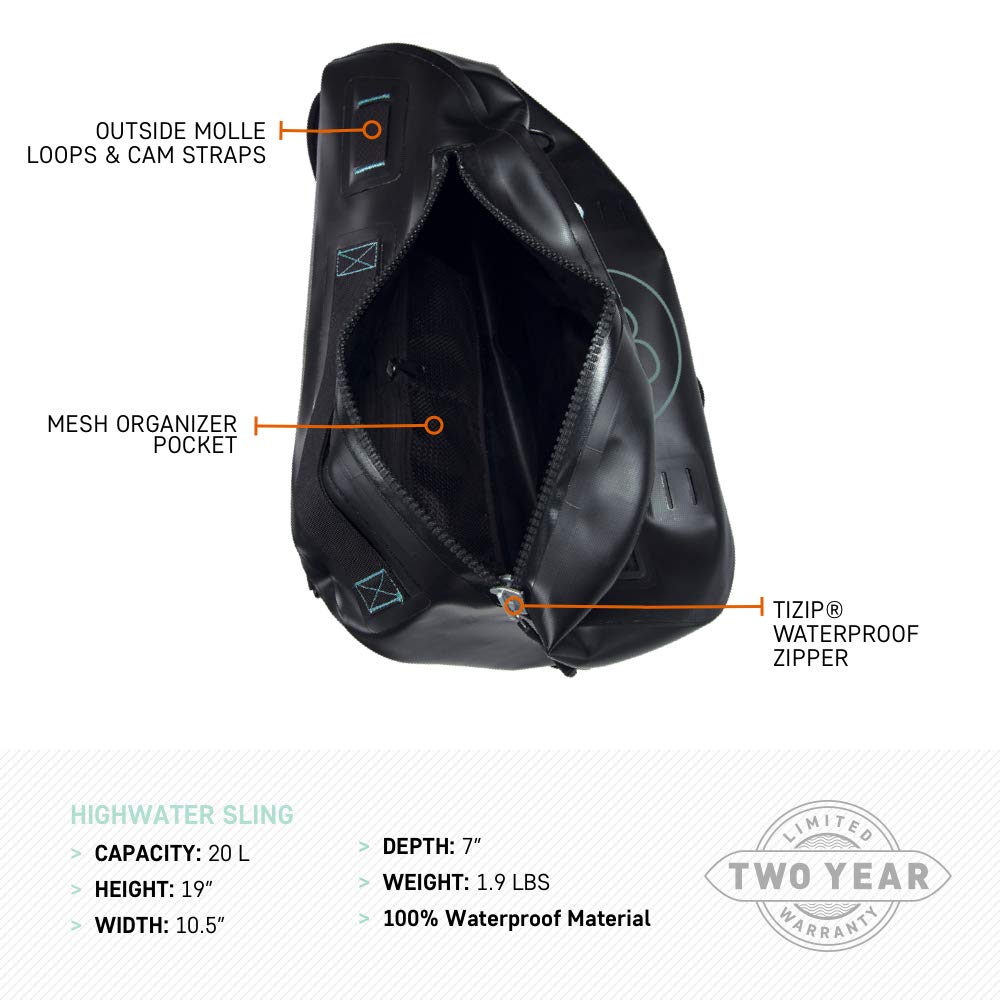 OUTSIDE MOLLE
LOOPS & CAM STRAPS
MESH ORGANIZER
POCKET
TIZIP®
WATERPROOF
ZIPPER
HIGHWATER SLING
> CAPACITY: 20 L
> HEIGHT: 19″
> WIDTH: 10.5″
> DEPTH: 7″
> WEIGHT: 1.9 LBS
> 100% Waterproof Material
LIMITED
TWO YEAR
WARRANTY